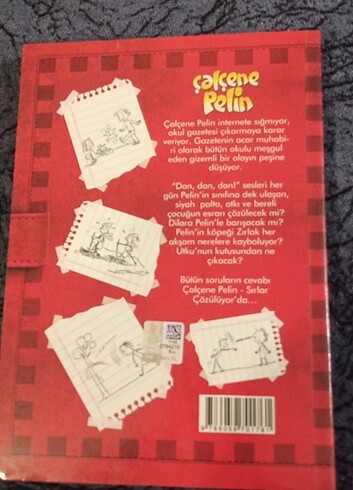 Çalçene
Pelin
Çalçene Pelin internete sığmıyor,
okul gazetesi çıkarmaya karar
veriyor. Gazetenin acar muhabi-
ri olarak bütün okulu meşgul
eden gizemli bir olayın peşine
düşüyor.
"Dan, dan, dan!" sesleri her
gün Pelin'in sınıfına dek ulaşan,
siyah palto, atkı ve bereli
çocuğun esrarı çözülecek mi?
Dilara Pelin'le barışacak mı?
Pelin'in köpeği Zırlak her
akşam nerelere kayboluyor?
Utku'nun kutusundan ne
çıkacak?
Bütün soruların cevabı
Çalçene Pelin - Sırlar
Çözülüyor'da...